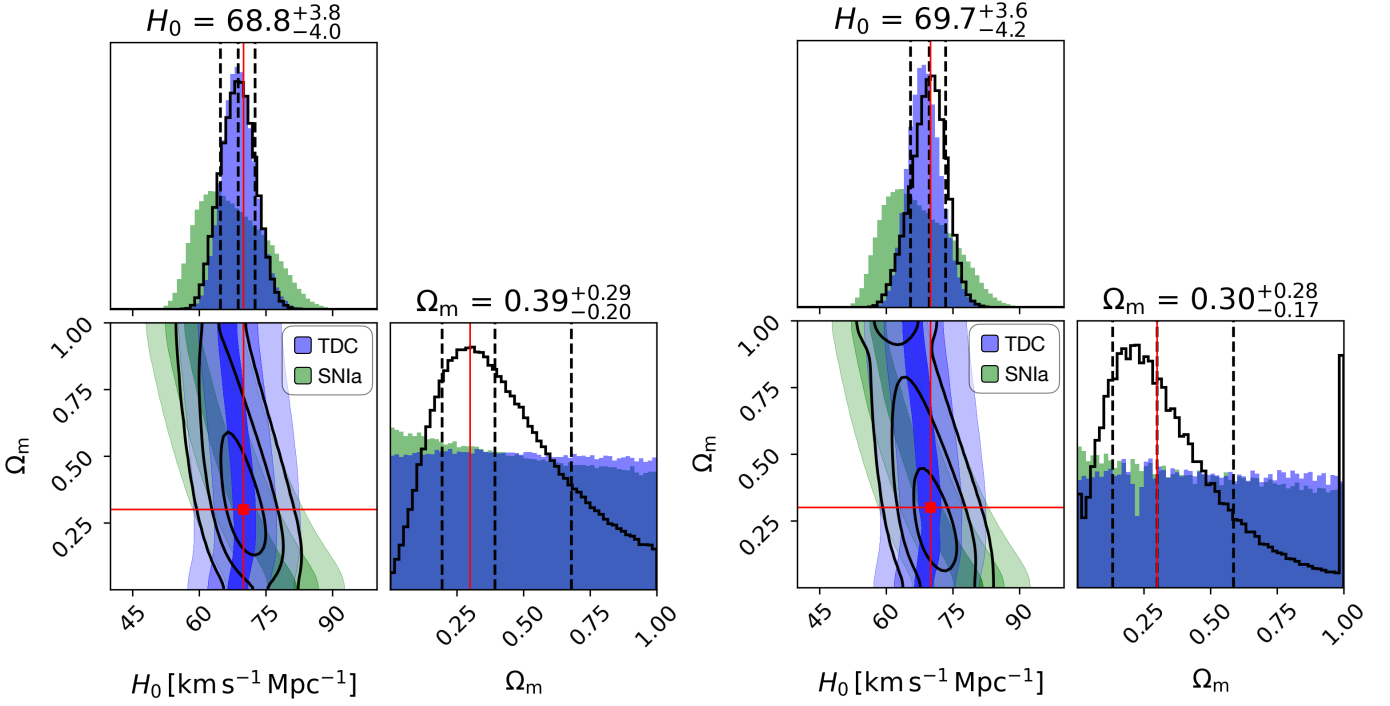 H₀ = 68.8⁺³·⁸₋₄.₀
Ωₘ = 0.39⁺⁰·²⁹₋₀.₂₀
TDC
SNIa
Ωₘ
1.00
0.75
0.50
0.25
45
60
75
90
H₀ [km s⁻¹ Mpc⁻¹]
0.25
0.50
0.75
1.00
Ωₘ
H₀ = 69.7⁺³·⁶₋₄.₂
Ωₘ = 0.30⁺⁰·²⁸₋₀.₁₇
TDC
SNIa
Ωₘ
1.00
0.75
0.50
0.25
45
60
75
90
H₀ [km s⁻¹ Mpc⁻¹]
0.25
0.50
0.75
1.00
Ωₘ